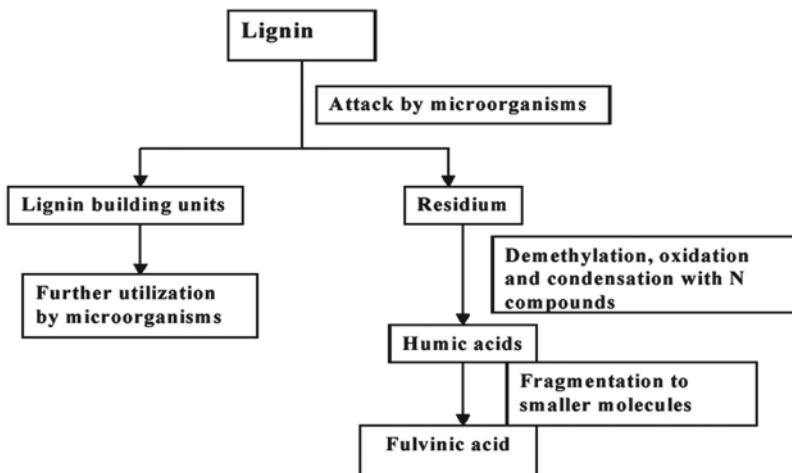 Lignin
Attack by microorganisms
Lignin building units
Residium
Demethylation, oxidation
and condensation with N
compounds
Further utilization
by microorganisms
Humic acids
Fragmentation to
smaller molecules
Fulvinic acid